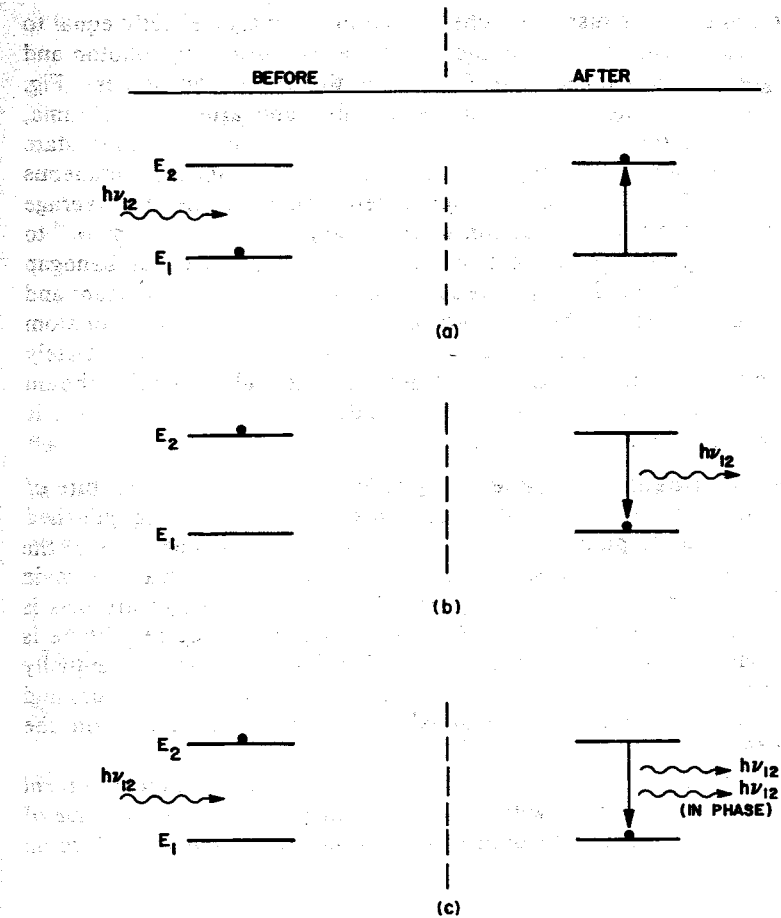 BEFORE AFTER
E2
hν12
E1
(a)
E2
hν12
E1
(b)
E2
hν12
hν12
hν12
(IN PHASE)
E1
(c)